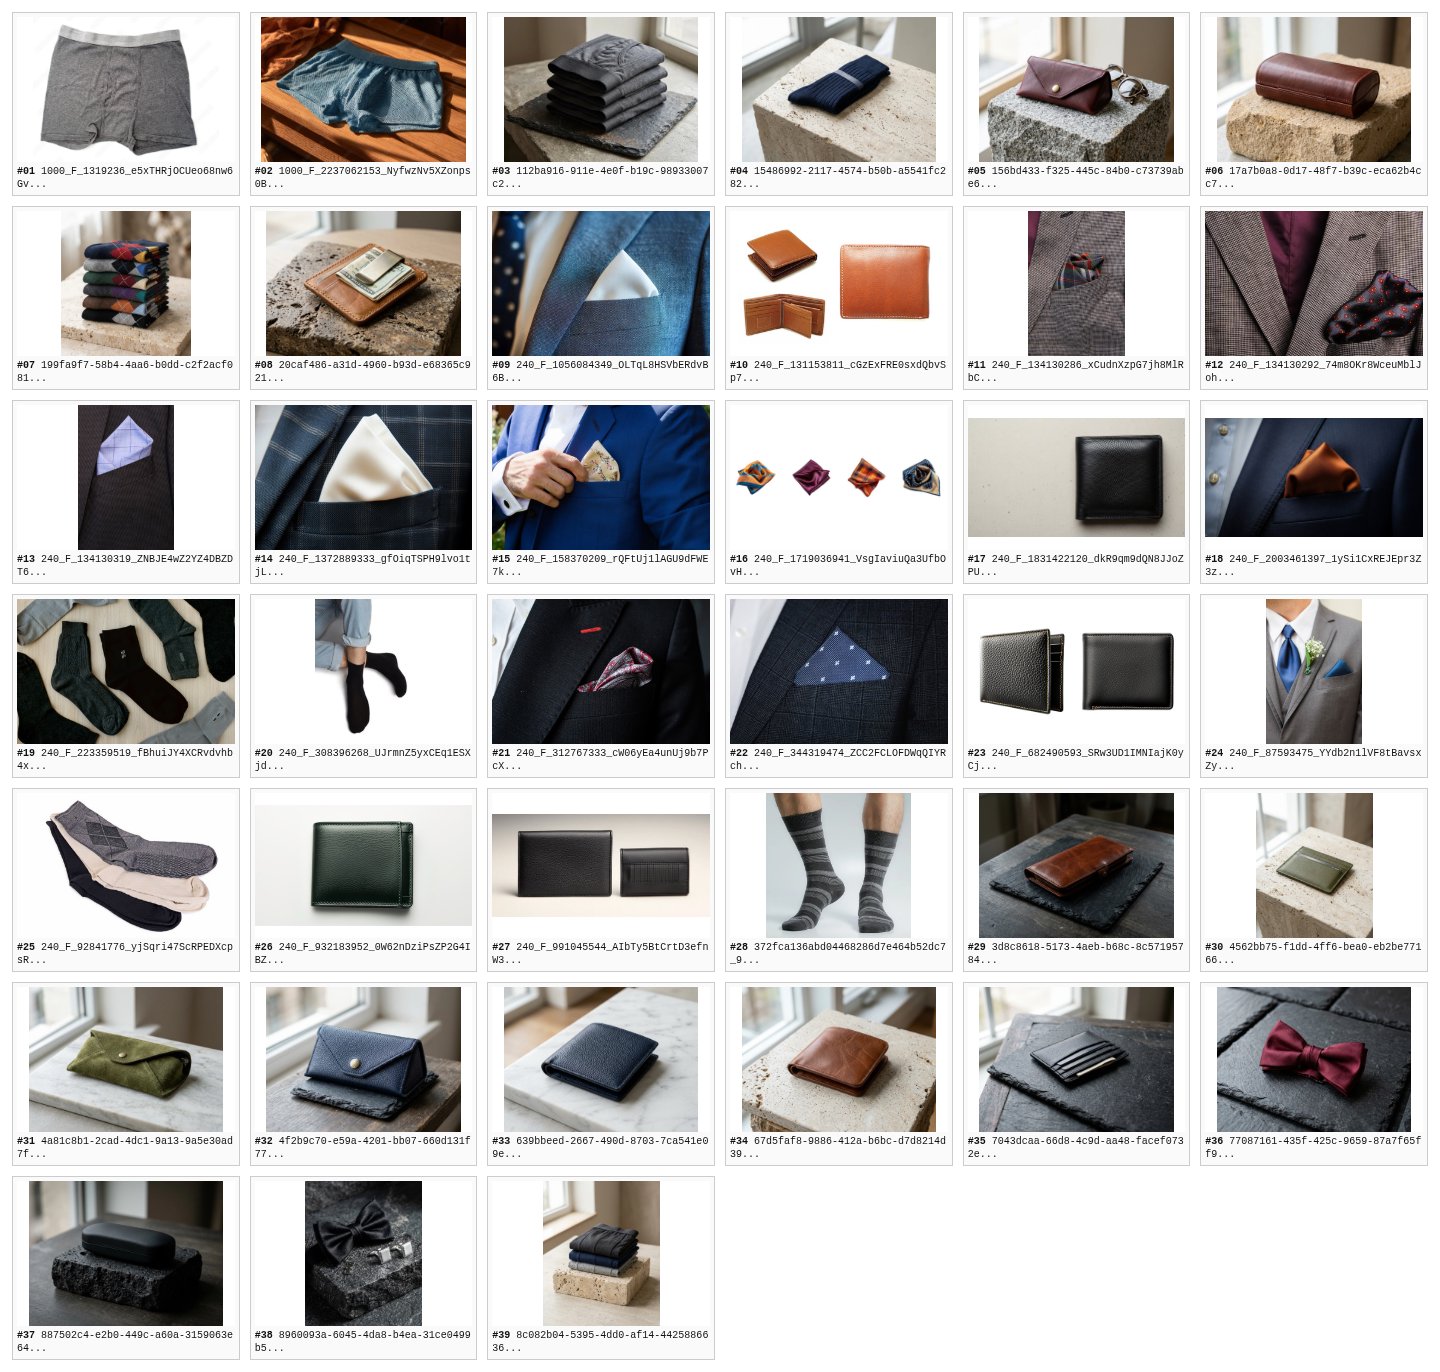 #01 1000_F_1319236_e5xTHRjOCUeo68nw6
Gv...
#02 1000_F_2237062153_NyfwzNv5XZonps
0B...
#03 112ba916-911e-4e0f-b19c-98933007
c2...
#04 15486992-2117-4574-b50b-a5541fc2
82...
#05 156bd433-f325-445c-84b0-c73739ab
e6...
#06 17a7b0a8-0d17-48f7-b39c-eca62b4c
c7...
#07 199fa9f7-58b4-4aa6-b0dd-c2f2acf0
81...
#08 20caf486-a31d-4960-b93d-e68365c9
21...
#09 240_F_1056084349_OLTqL8HSVbERdvB
6B...
#10 240_F_131153811_cGzExFRE0sxdQbvS
p7...
#11 240_F_134130286_xCudnXzpG7jh8MlR
bC...
#12 240_F_134130292_74m8OKr8WceuMblJ
oh...
#13 240_F_134130319_ZNBJE4wZ2YZ4DBZD
T6...
#14 240_F_1372889333_gfOiqTSPH9lvo1t
jL...
#15 240_F_158370209_rQFtUj1lAGU9dFWE
7k...
#16 240_F_1719036941_VsgIaviuQa3UfbO
vH...
#17 240_F_1831422120_dkR9qm9dQN8JJoZ
PU...
#18 240_F_2003461397_1ySi1CxREJEpr3Z
3z...
#19 240_F_223359519_fBhuiJY4XCRvdvhb
4x...
#20 240_F_308396268_UJrmnZ5yxCEq1ESX
jd...
#21 240_F_312767333_cW06yEa4unUj9b7P
cX...
#22 240_F_344319474_ZCC2FCLOFDWqQIYR
ch...
#23 240_F_682490593_SRw3UD1IMNIajK0y
Cj...
#24 240_F_87593475_YYdb2n1lVF8tBavsx
Zy...
#25 240_F_92841776_yjSqri47ScRPEDXcp
sR...
#26 240_F_932183952_0W62nDziPsZP2G4I
BZ...
#27 240_F_991045544_AIbTy5BtCrtD3efn
W3...
#28 372fca136abd04468286d7e464b52dc7
_9...
#29 3d8c8618-5173-4aeb-b68c-8c571957
84...
#30 4562bb75-f1dd-4ff6-bea0-eb2be771
66...
#31 4a81c8b1-2cad-4dc1-9a13-9a5e30ad
7f...
#32 4f2b9c70-e59a-4201-bb07-660d131f
77...
#33 639bbeed-2667-490d-8703-7ca541e0
9e...
#34 67d5faf8-9886-412a-b6bc-d7d8214d
39...
#35 7043dcaa-66d8-4c9d-aa48-facef073
2e...
#36 77087161-435f-425c-9659-87a7f65f
f9...
#37 887502c4-e2b0-449c-a60a-3159063e
64...
#38 8960093a-6045-4da8-b4ea-31ce0499
b5...
#39 8c082b04-5395-4dd0-af14-44258866
36...